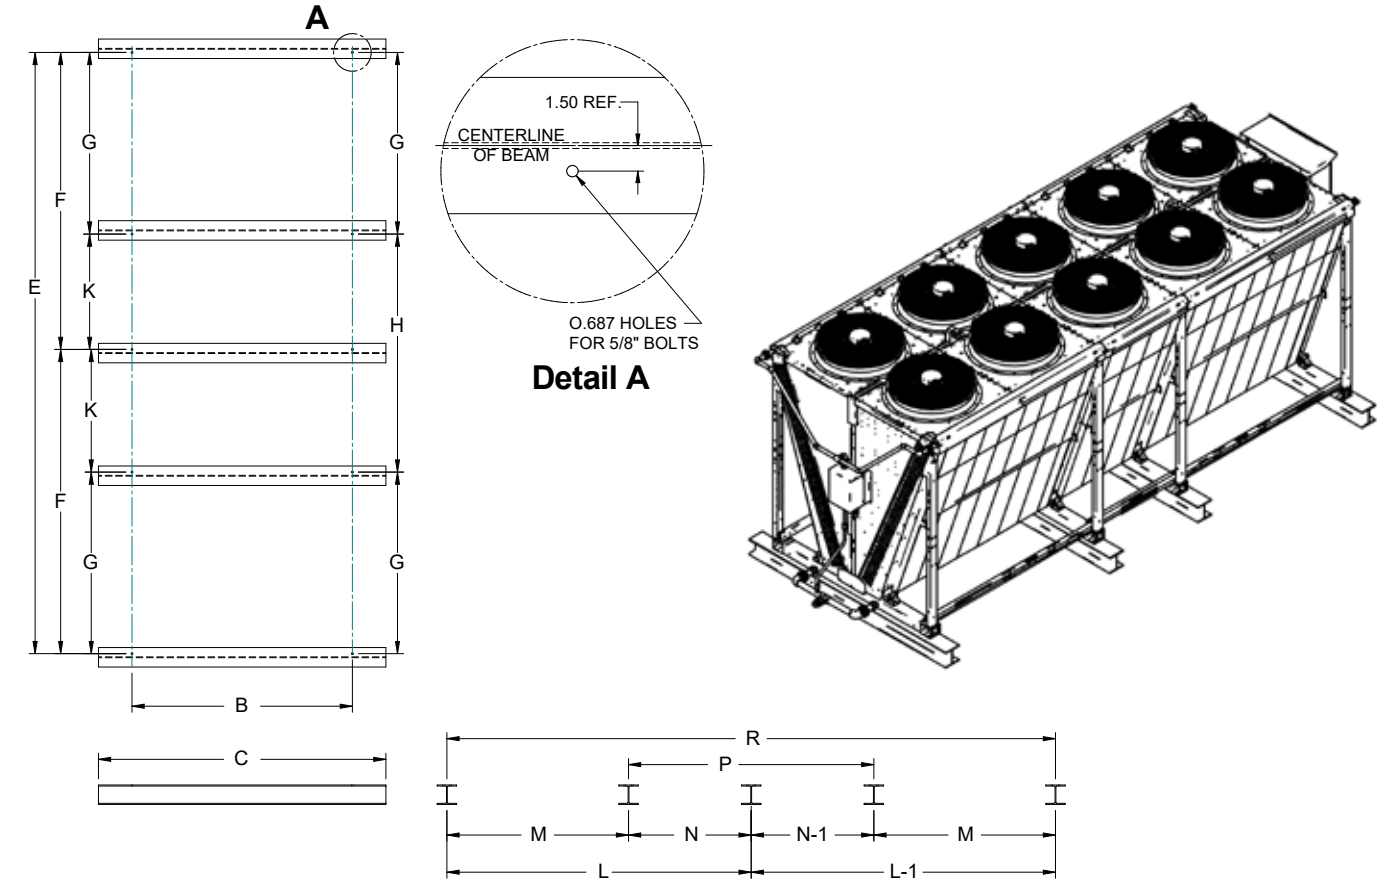 A
G
G
F
E
K
H
K
F
G
G
B
C
1.50 REF.
CENTERLINE
OF BEAM
O.687 HOLES
FOR 5/8" BOLTS
Detail A
R
P
M
N
N-1
M
L
L-1